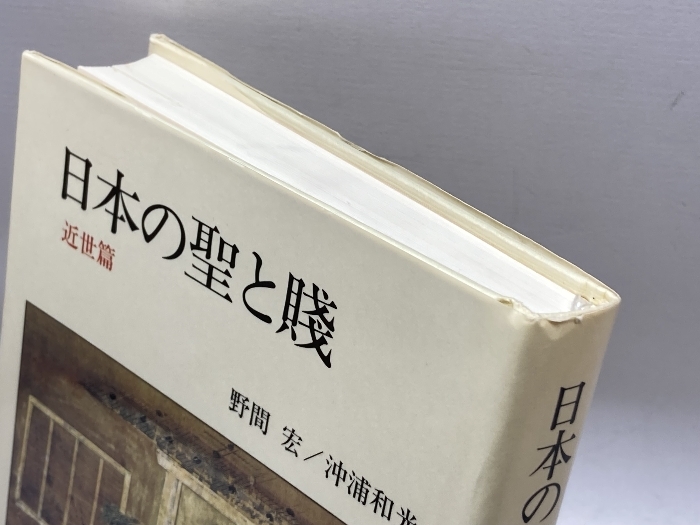 日本の聖と賤
近世篇
野間 宏/沖浦和光
日本の